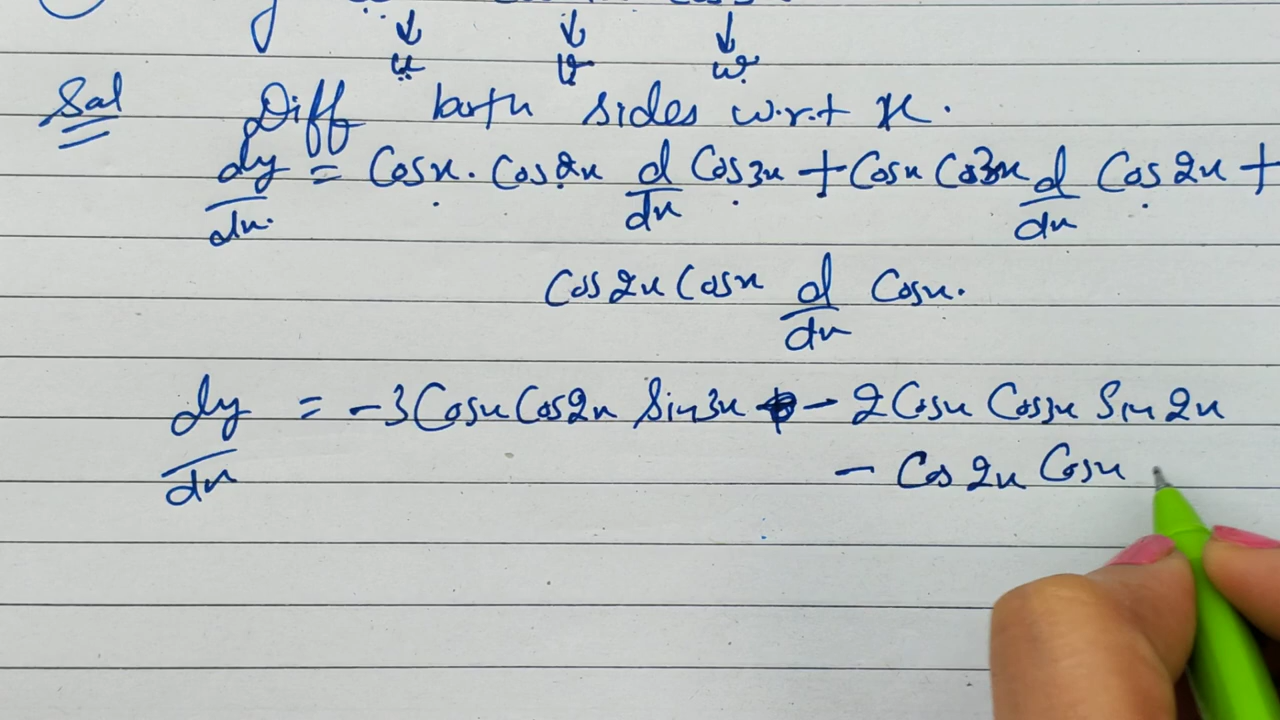 ↓ ↓ ↓
u v w
Sol Diff both sides w.r.t x.
dy/dx = Cosx. Cos2x d/dx Cos3x + Cosx Cos3x d/dx Cos2x +
Cos2x Cosx d/dx Cosx.
dy/dx = -3Cosx Cos2x Sin3x - 2Cosx Cos3x Sin2x
- Cos2x Cosx